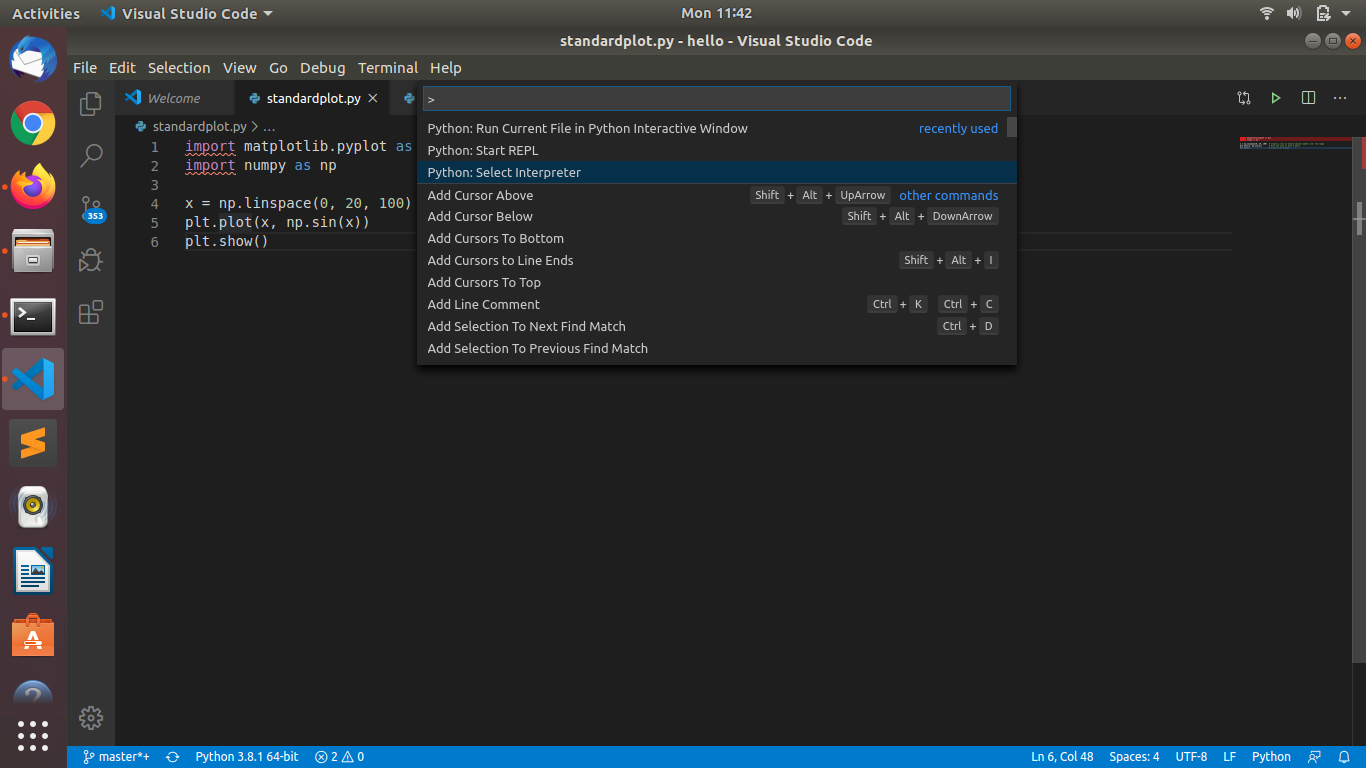 Activities Visual Studio Code Mon 11:42
standardplot.py - hello - Visual Studio Code
File Edit Selection View Go Debug Terminal Help
Welcome standardplot.py
>
standardplot.py > ...
Python: Run Current File in Python Interactive Window recently used
Python: Start REPL
Python: Select Interpreter
Add Cursor Above Shift + Alt + UpArrow other commands
Add Cursor Below Shift + Alt + DownArrow
Add Cursors To Bottom
Add Cursors to Line Ends Shift + Alt + I
Add Cursors To Top
Add Line Comment Ctrl + K Ctrl + C
Add Selection To Next Find Match Ctrl + D
Add Selection To Previous Find Match
1 import matplotlib.pyplot as
2 import numpy as np
3
4 x = np.linspace(0, 20, 100)
5 plt.plot(x, np.sin(x))
6 plt.show()
353
master*+ Python 3.8.1 64-bit 2 0 Ln 6, Col 48 Spaces: 4 UTF-8 LF Python